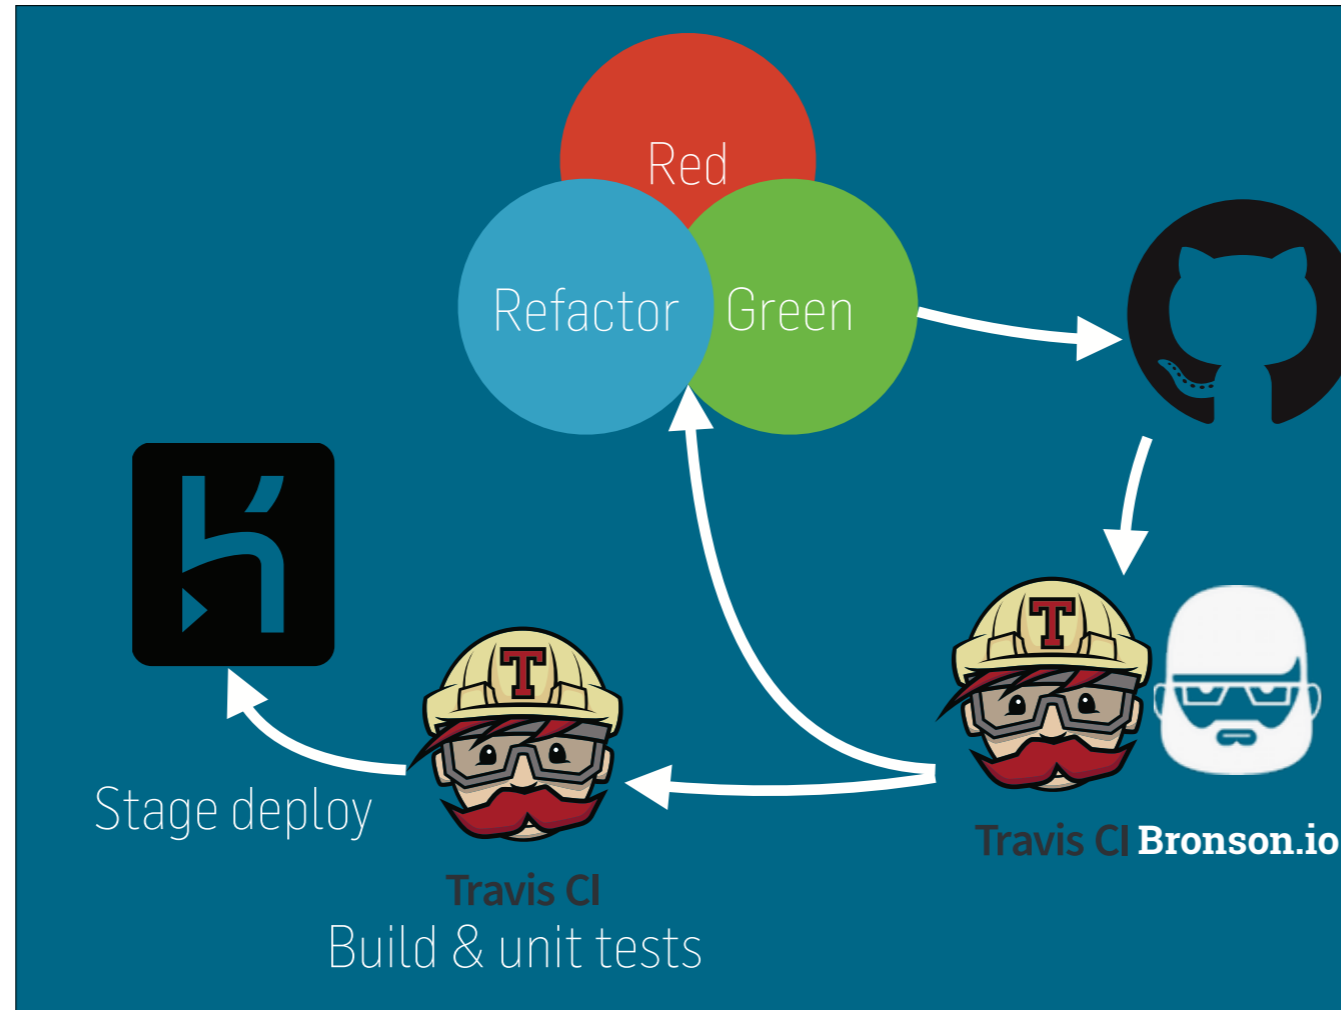 Red
Refactor
Green
T
T
Stage deploy
Travis CI
Bronson.io
Travis CI
Build & unit tests